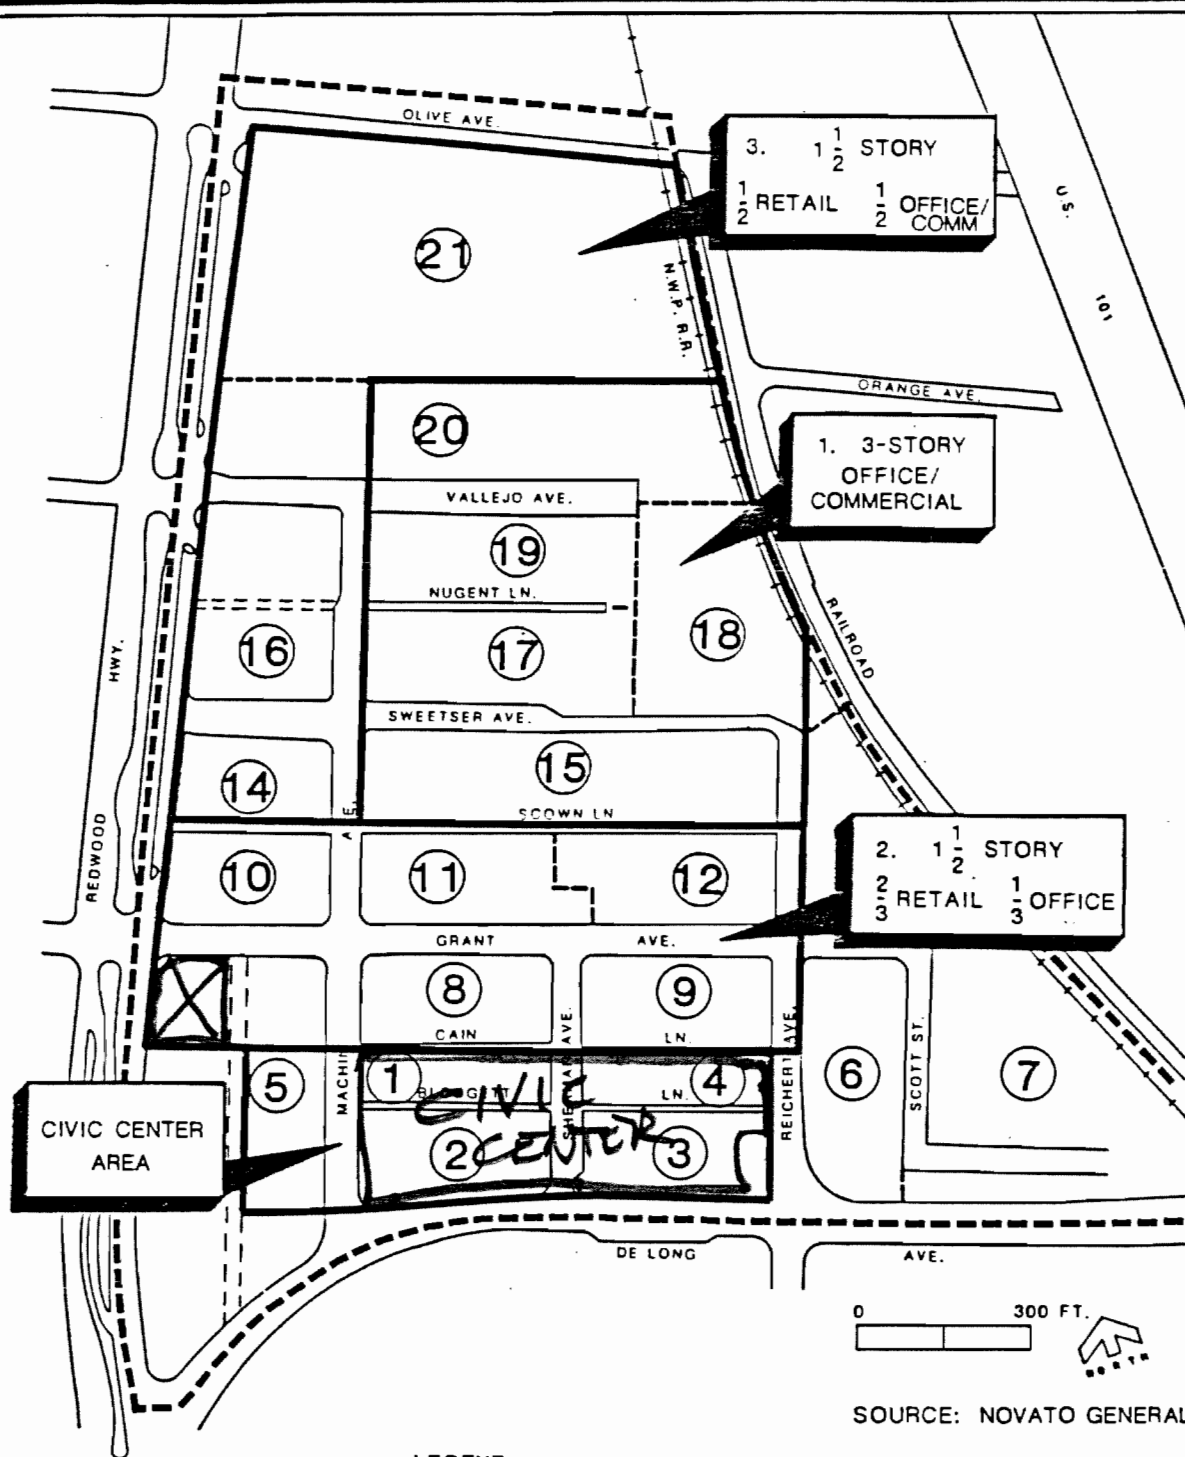 OLIVE AVE.
3. 1 1/2 STORY
1/2 RETAIL 1/2 OFFICE/
COMM
U.S.
101
21
N.W.P. R.R.
ORANGE AVE.
20
1. 3-STORY
OFFICE/
COMMERCIAL
VALLEJO AVE.
19
NUGENT LN.
18
RAILROAD
16
17
HWY.
SWEETSER AVE.
15
14
SCOWN LN
AVE.
REDWOOD
2. 1 1/2 STORY
2/3 RETAIL 1/3 OFFICE
10
11
12
GRANT AVE.
8
9
CAIN LN.
AVE.
REICHERT AVE.
SCOTT ST.
5
MACHIN
1
4
6
7
LN.
CIVIC
CENTER
2
3
CIVIC CENTER
AREA
DE LONG AVE.
0 300 FT.
NORTH
SOURCE: NOVATO GENERAL